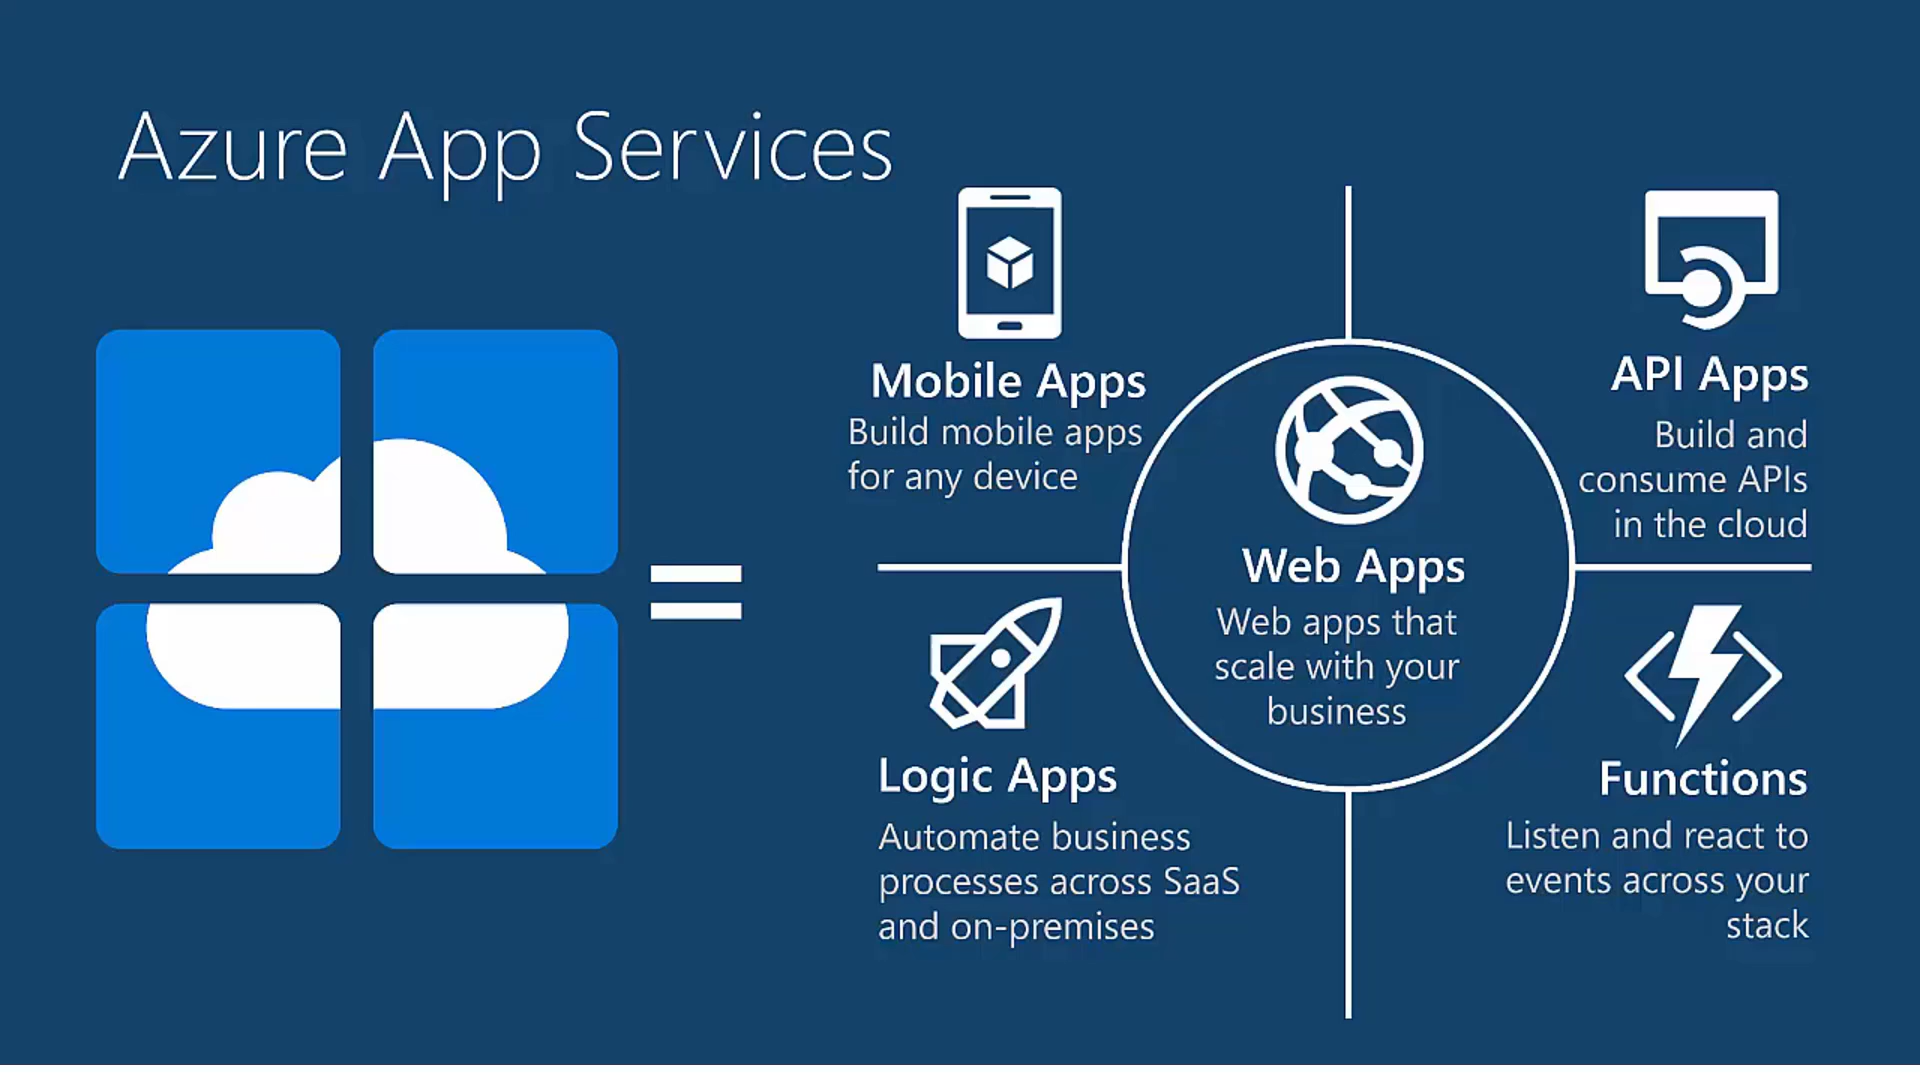 Azure App Services
Mobile Apps
Build mobile apps
for any device
API Apps
Build and
consume APIs
in the cloud
Web Apps
Web apps that
scale with your
business
Logic Apps
Automate business
processes across SaaS
and on-premises
Functions
Listen and react to
events across your
stack